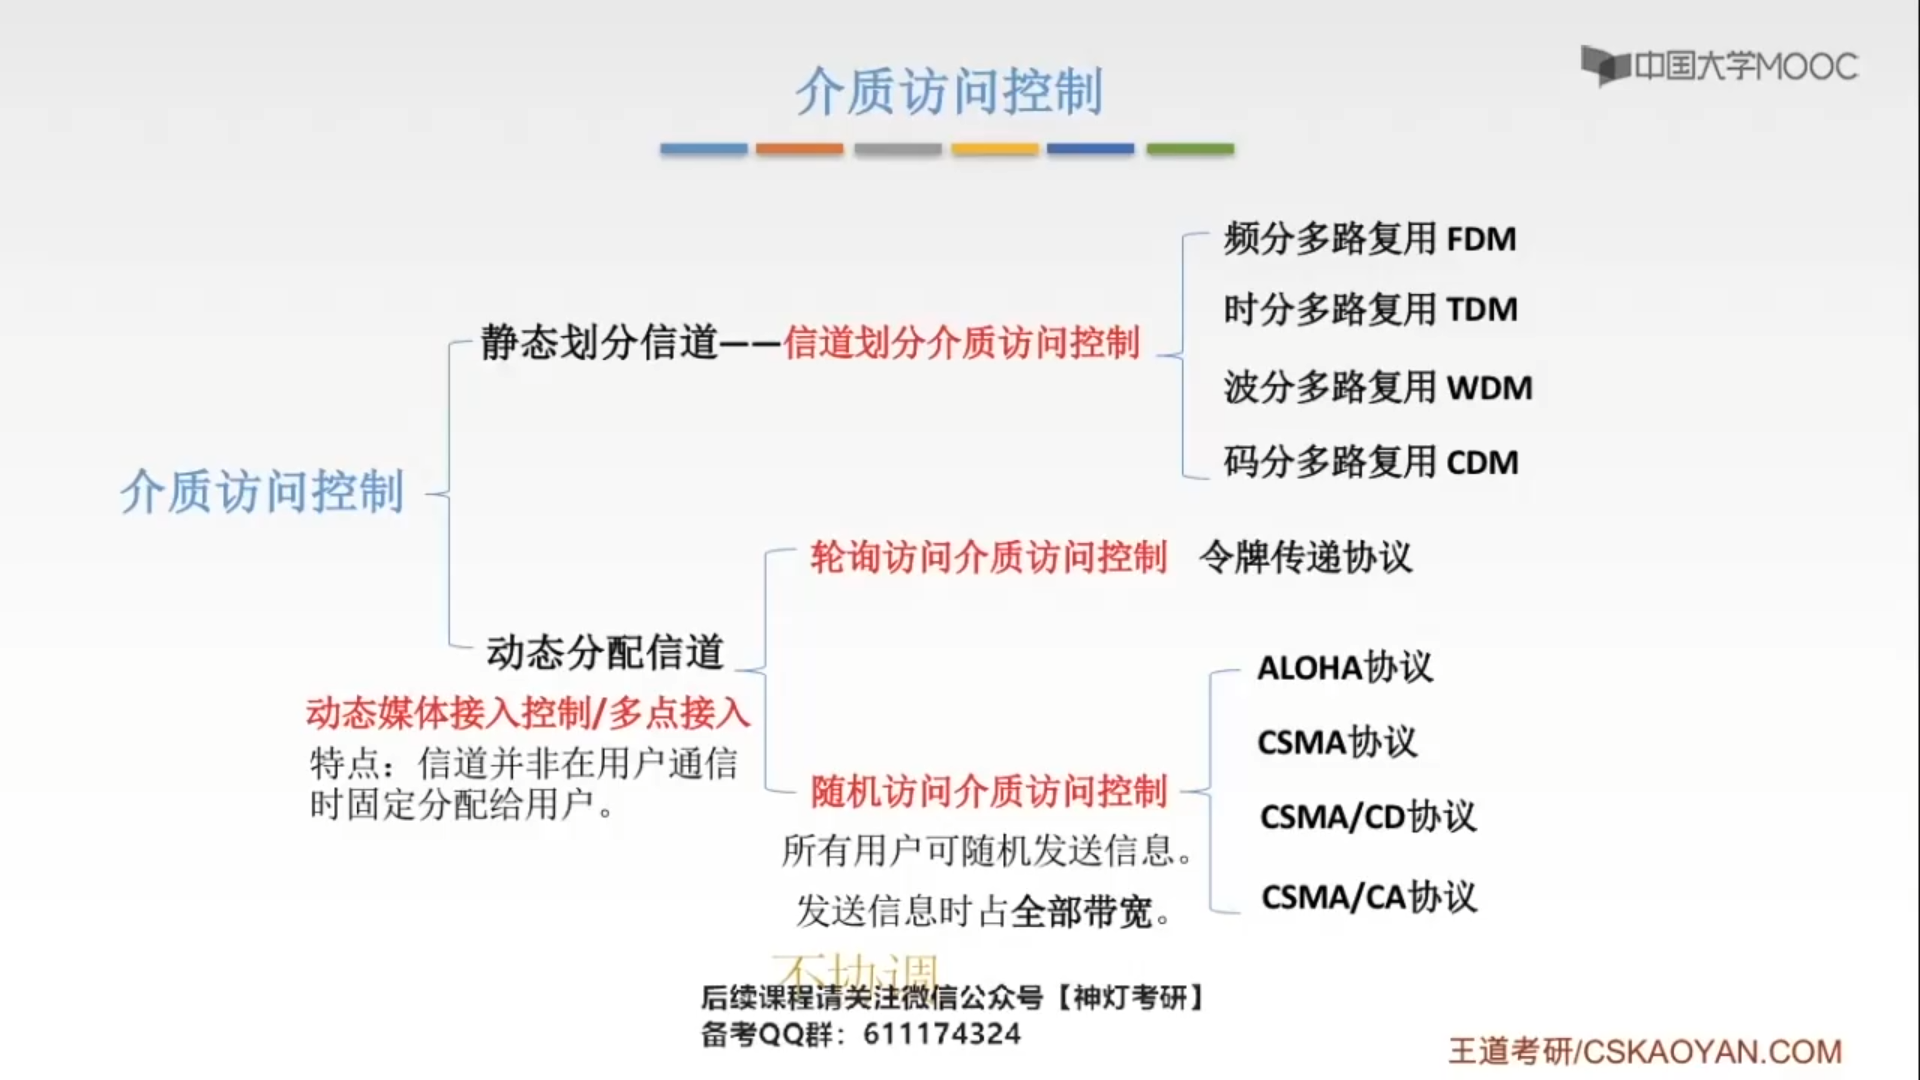 介质访问控制
中国大学MOOC
频分多路复用 FDM
时分多路复用 TDM
静态划分信道——信道划分介质访问控制
波分多路复用 WDM
码分多路复用 CDM
介质访问控制
轮询访问介质访问控制 令牌传递协议
动态分配信道
动态媒体接入控制/多点接入
特点：信道并非在用户通信
时固定分配给用户。
ALOHA协议
CSMA协议
随机访问介质访问控制
CSMA/CD协议
所有用户可随机发送信息。
发送信息时占全部带宽。
CSMA/CA协议
不协调
后续课程请关注微信公众号【神灯考研】
备考QQ群：611174324
王道考研/CSKAOYAN.COM